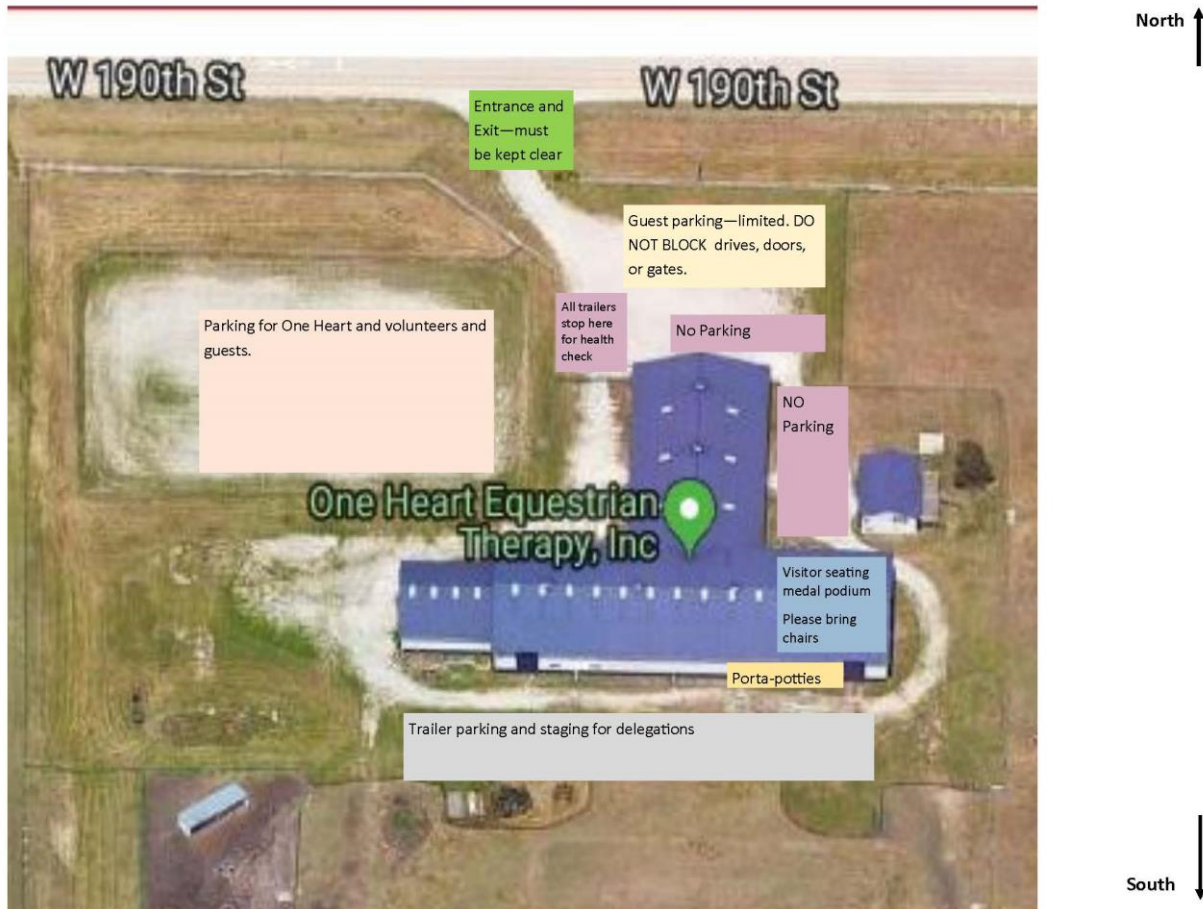 North
W 190th St
W 190th St
Entrance and
Exit—must
be kept clear
Guest parking—limited. DO
NOT BLOCK drives, doors,
or gates.
All trailers
stop here
for health
check
No Parking
Parking for One Heart and volunteers and
guests.
NO
Parking
One Heart Equestrian
Therapy, Inc
Visitor seating
medal podium
Please bring
chairs
Porta-potties
Trailer parking and staging for delegations
South